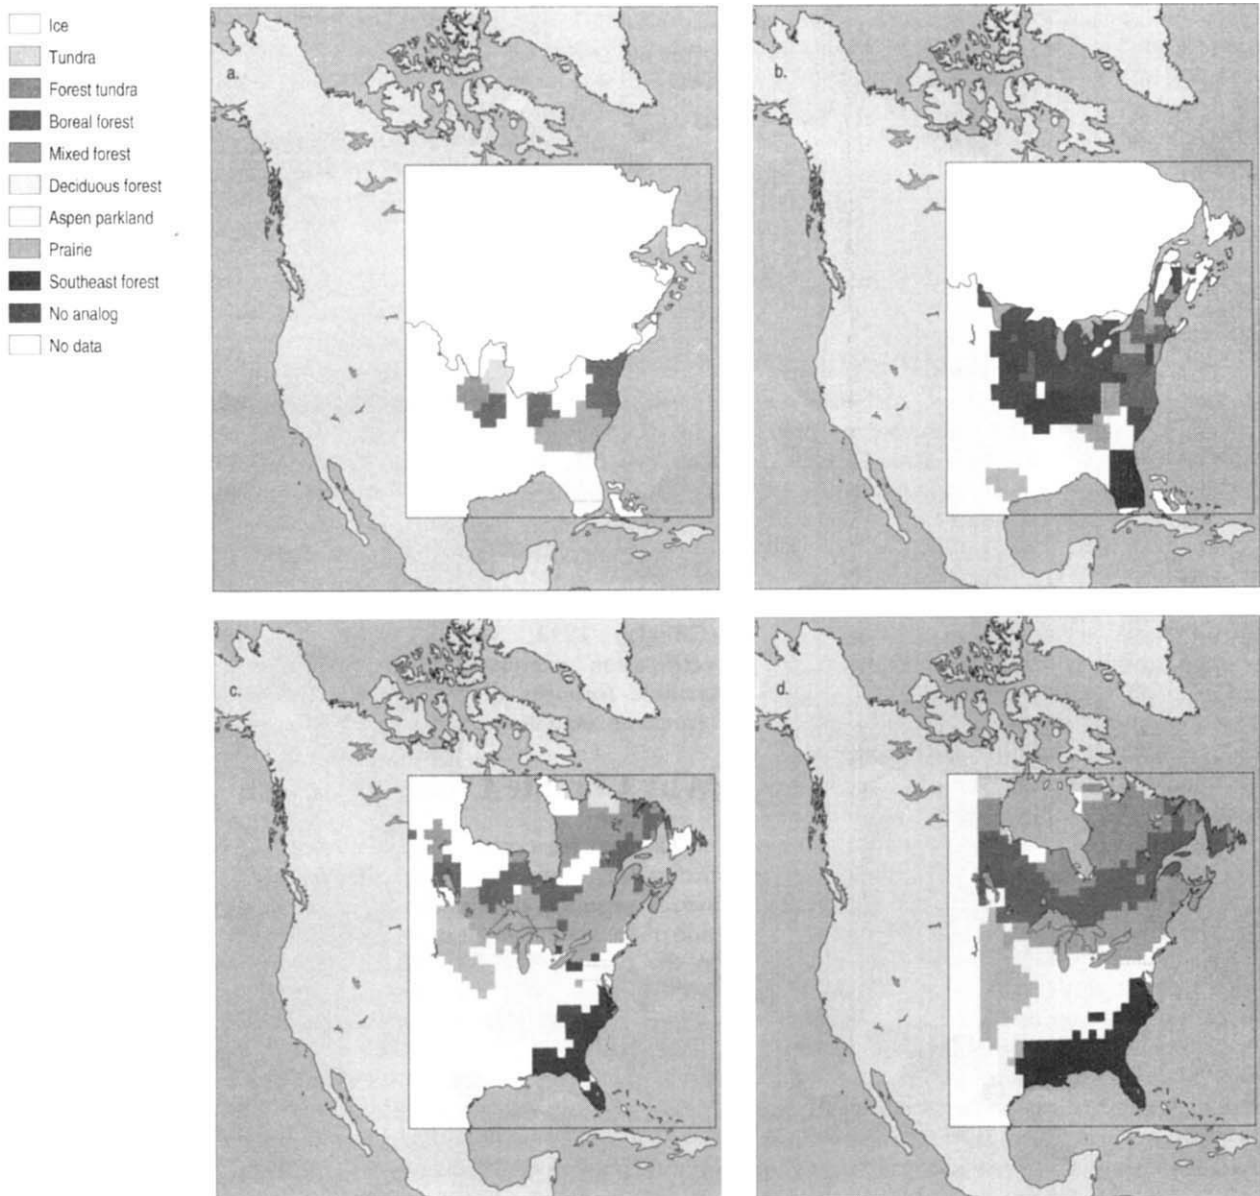 Ice
Tundra
Forest tundra
Boreal forest
Mixed forest
Deciduous forest
Aspen parkland
Prairie
Southeast forest
No analog
No data
a.
b.
c.
d.